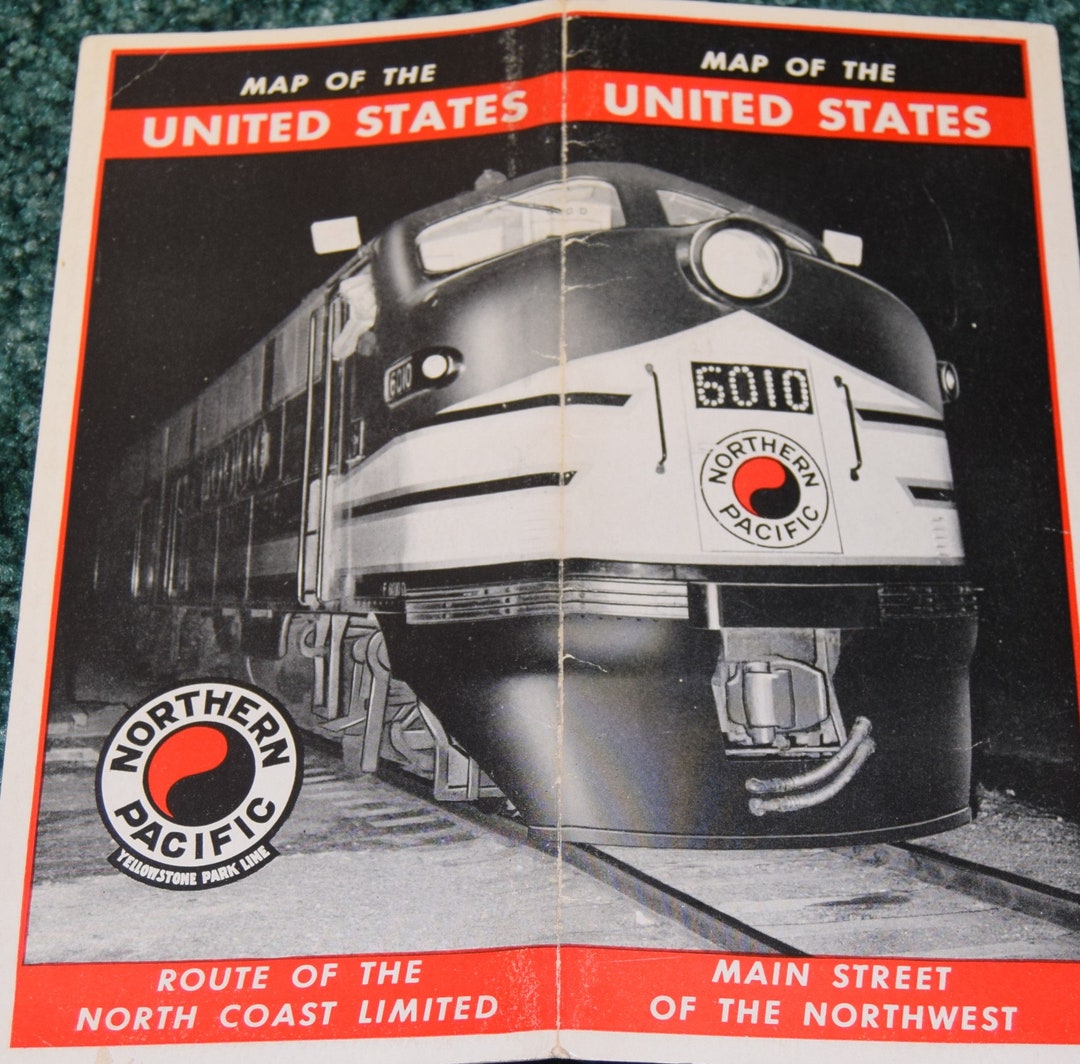 MAP OF THE
UNITED STATES
MAP OF THE
UNITED STATES
6010
6010
NORTHERN
PACIFIC
NORTHERN
PACIFIC
YELLOWSTONE PARK LINE
ROUTE OF THE
NORTH COAST LIMITED
MAIN STREET
OF THE NORTHWEST